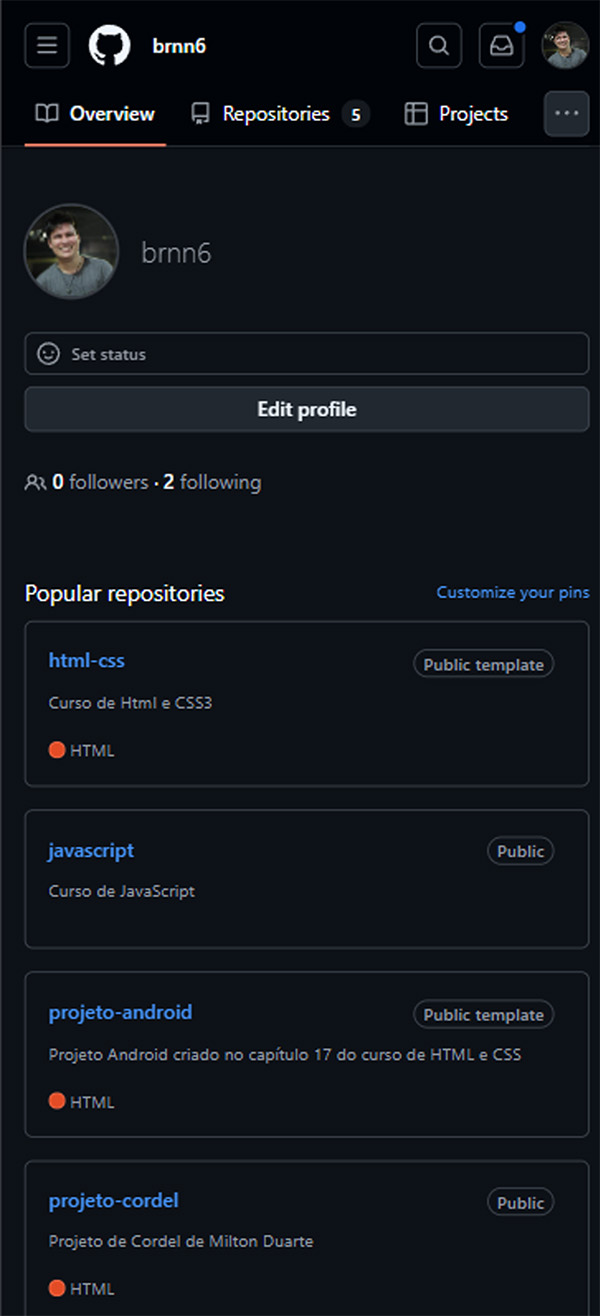 brnn6
Overview Repositories 5 Projects
brnn6
Set status
Edit profile
0 followers · 2 following
Popular repositories Customize your pins
html-css Public template
Curso de Html e CSS3
HTML
javascript Public
Curso de JavaScript
projeto-android Public template
Projeto Android criado no capítulo 17 do curso de HTML e CSS
HTML
projeto-cordel Public
Projeto de Cordel de Milton Duarte
HTML